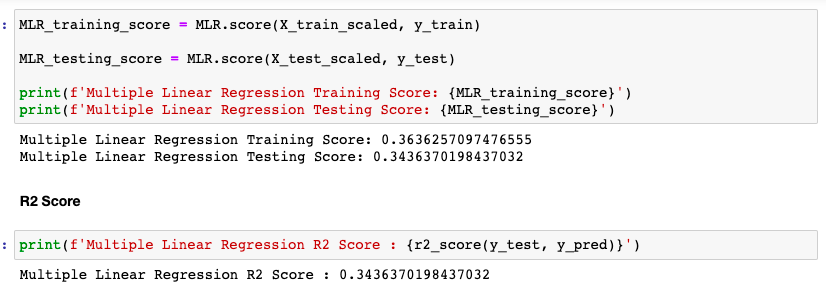 : MLR_training_score = MLR.score(X_train_scaled, y_train)
MLR_testing_score = MLR.score(X_test_scaled, y_test)
print(f'Multiple Linear Regression Training Score: {MLR_training_score}')
print(f'Multiple Linear Regression Testing Score: {MLR_testing_score}')
Multiple Linear Regression Training Score: 0.3636257097476555
Multiple Linear Regression Testing Score: 0.3436370198437032
R2 Score
: print(f'Multiple Linear Regression R2 Score : {r2_score(y_test, y_pred)}')
Multiple Linear Regression R2 Score : 0.3436370198437032